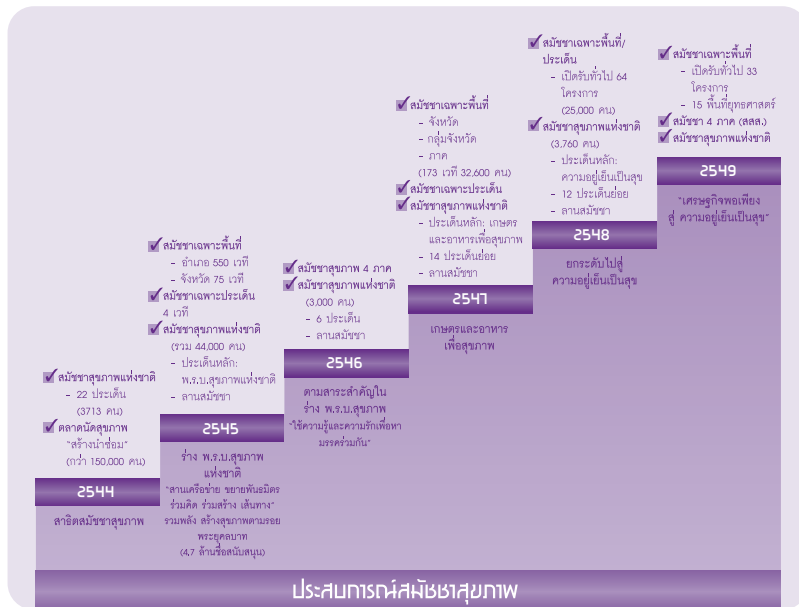 สมัชชาสุขภาพแห่งชาติ
- 22 ประเด็น
(3713 คน)
ตลาดนัดสุขภาพ
"สร้างนำซ่อม"
(กว่า 150,000 คน)
2544
สาธิตสมัชชาสุขภาพ
สมัชชาเฉพาะพื้นที่
- อำเภอ 550 เวที
- จังหวัด 75 เวที
สมัชชาเฉพาะประเด็น
4 เวที
สมัชชาสุขภาพแห่งชาติ
(รวม 44,000 คน)
- ประเด็นหลัก:
พ.ร.บ.สุขภาพแห่งชาติ
- ลานสมัชชา
2545
ร่าง พ.ร.บ.สุขภาพ
แห่งชาติ
"สานเครือข่าย ขยายพันธมิตร
ร่วมคิด ร่วมสร้าง เส้นทาง"
รวมพลัง สร้างสุขภาพตามรอย
พระยุคลบาท
(4.7 ล้านชื่อสนับสนุน)
สมัชชาสุขภาพ 4 ภาค
สมัชชาสุขภาพแห่งชาติ
(3,000 คน)
- 6 ประเด็น
- ลานสมัชชา
2546
ตามสาระสำคัญใน
ร่าง พ.ร.บ.สุขภาพ
"ใช้ความรู้และความรักเพื่อหา
มรรคร่วมกัน"
สมัชชาเฉพาะพื้นที่
- จังหวัด
- กลุ่มจังหวัด
- ภาค
(173 เวที 32,600 คน)
สมัชชาเฉพาะประเด็น
สมัชชาสุขภาพแห่งชาติ
- ประเด็นหลัก: เกษตร
และอาหารเพื่อสุขภาพ
- 14 ประเด็นย่อย
- ลานสมัชชา
2547
เกษตรและอาหาร
เพื่อสุขภาพ
สมัชชาเฉพาะพื้นที่/
ประเด็น
- เปิดรับทั่วไป 64
โครงการ
(25,000 คน)
สมัชชาสุขภาพแห่งชาติ
(3,760 คน)
- ประเด็นหลัก:
ความอยู่เย็นเป็นสุข
- 12 ประเด็นย่อย
- ลานสมัชชา
2548
ยกระดับไปสู่
ความอยู่เย็นเป็นสุข
สมัชชาเฉพาะพื้นที่
- เปิดรับทั่วไป 33
โครงการ
- 15 พื้นที่ยุทธศาสตร์
สมัชชา 4 ภาค (สสส.)
สมัชชาสุขภาพแห่งชาติ
2549
"เศรษฐกิจพอเพียง
สู่ ความอยู่เย็นเป็นสุข"
ประสบการณ์สมัชชาสุขภาพ